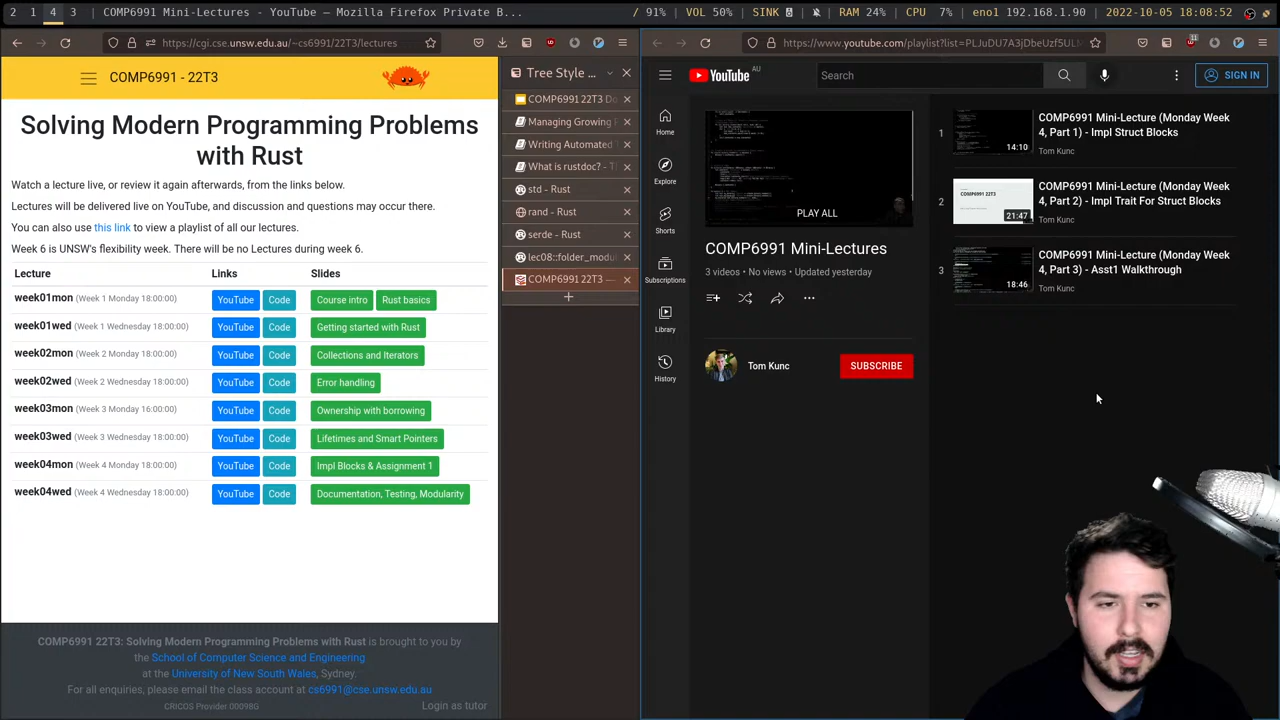 2 1 4 3 COMP6991 Mini-Lectures - YouTube — Mozilla Firefox Private B...
/ 91% VOL 50% SINK RAM 24% CPU 7% eno1 192.168.1.90 2022-10-05 18:08:52
https://cgi.cse.unsw.edu.au/~cs6991/22T3/lectures
COMP6991 - 22T3
Solving Modern Programming Problems
with Rust
Watch a lecture live, or review it again afterwards, from the links below.
Lectures will be delivered live on YouTube, and discussion and questions may occur there.
You can also use this link to view a playlist of all our lectures.
Week 6 is UNSW's flexibility week. There will be no Lectures during week 6.
Lecture Links Slides
week01mon (Week 1 Monday 18:00:00) YouTube Code Course intro Rust basics
week01wed (Week 1 Wednesday 18:00:00) YouTube Code Getting started with Rust
week02mon (Week 2 Monday 18:00:00) YouTube Code Collections and Iterators
week02wed (Week 2 Wednesday 18:00:00) YouTube Code Error handling
week03mon (Week 3 Monday 16:00:00) YouTube Code Ownership with borrowing
week03wed (Week 3 Wednesday 18:00:00) YouTube Code Lifetimes and Smart Pointers
week04mon (Week 4 Monday 18:00:00) YouTube Code Impl Blocks & Assignment 1
week04wed (Week 4 Wednesday 18:00:00) YouTube Code Documentation, Testing, Modularity
COMP6991 22T3: Solving Modern Programming Problems with Rust is brought to you by
the School of Computer Science and Engineering
at the University of New South Wales, Sydney.
For all enquiries, please email the class account at cs6991@cse.unsw.edu.au
CRICOS Provider 00098G
Login as tutor
Tree Style ...
COMP6991 22T3 Do
Managing Growing
Writing Automated
What is rustdoc? - T
std - Rust
rand - Rust
serde - Rust
lec08::folder_modu
COMP6991 22T3 —
https://www.youtube.com/playlist?list=PLJuDU7A3jDbeUzf5ULM
11
YouTube AU
Search
SIGN IN
Home
Explore
Shorts
Subscriptions
Library
History
PLAY ALL
COMP6991 Mini-Lectures
3 videos • No views • Updated yesterday
Tom Kunc
SUBSCRIBE
1
14:10
COMP6991 Mini-Lecture (Monday Week
4, Part 1) - Impl Struct Blocks
Tom Kunc
2
COMP6991 22T3
21:47
COMP6991 Mini-Lecture (Monday Week
4, Part 2) - Impl Trait For Struct Blocks
Tom Kunc
3
18:46
COMP6991 Mini-Lecture (Monday Week
4, Part 3) - Asst1 Walkthrough
Tom Kunc